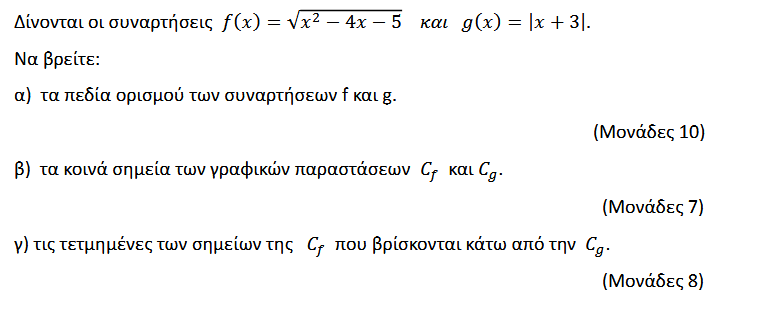 Δίνονται οι συναρτήσεις f(x) = √(x² − 4x − 5) και g(x) = |x + 3|.
Να βρείτε:
α) τα πεδία ορισμού των συναρτήσεων f και g.
(Μονάδες 10)
β) τα κοινά σημεία των γραφικών παραστάσεων C_f και C_g.
(Μονάδες 7)
γ) τις τετμημένες των σημείων της C_f που βρίσκονται κάτω από την C_g.
(Μονάδες 8)